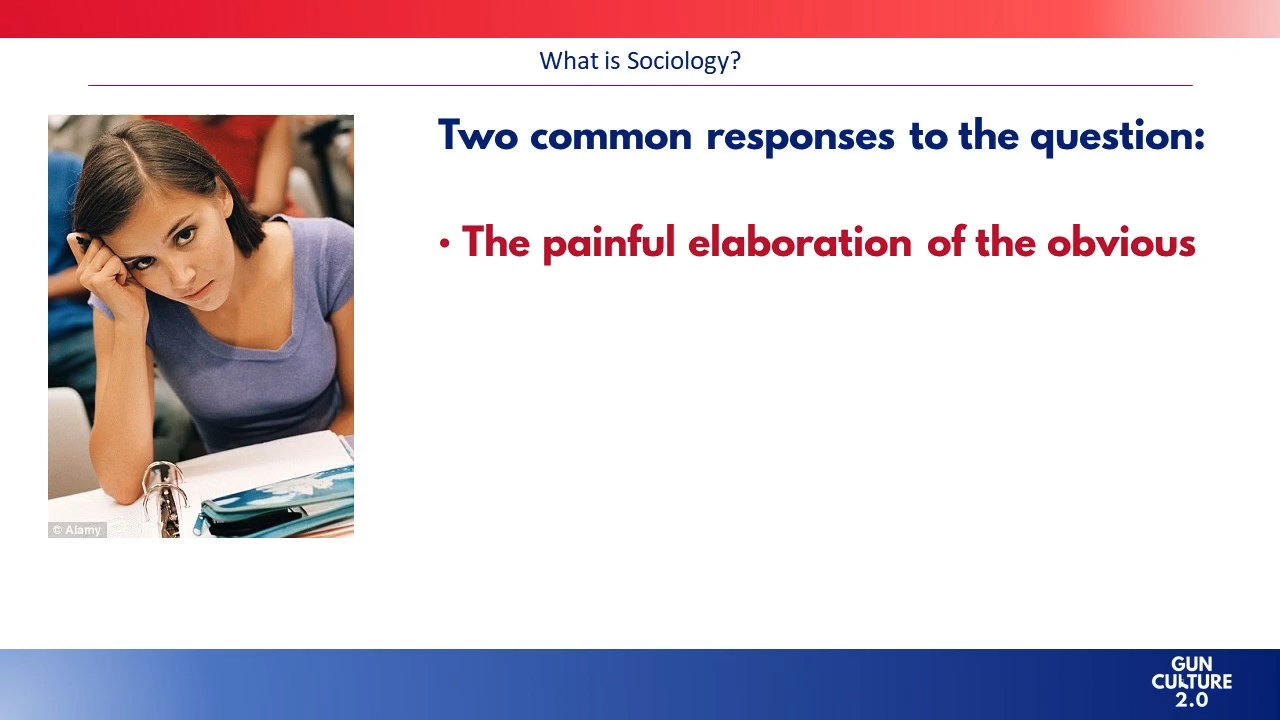 What is Sociology?
Two common responses to the question:
• The painful elaboration of the obvious
© Alamy
GUN
CULTURE
2.0